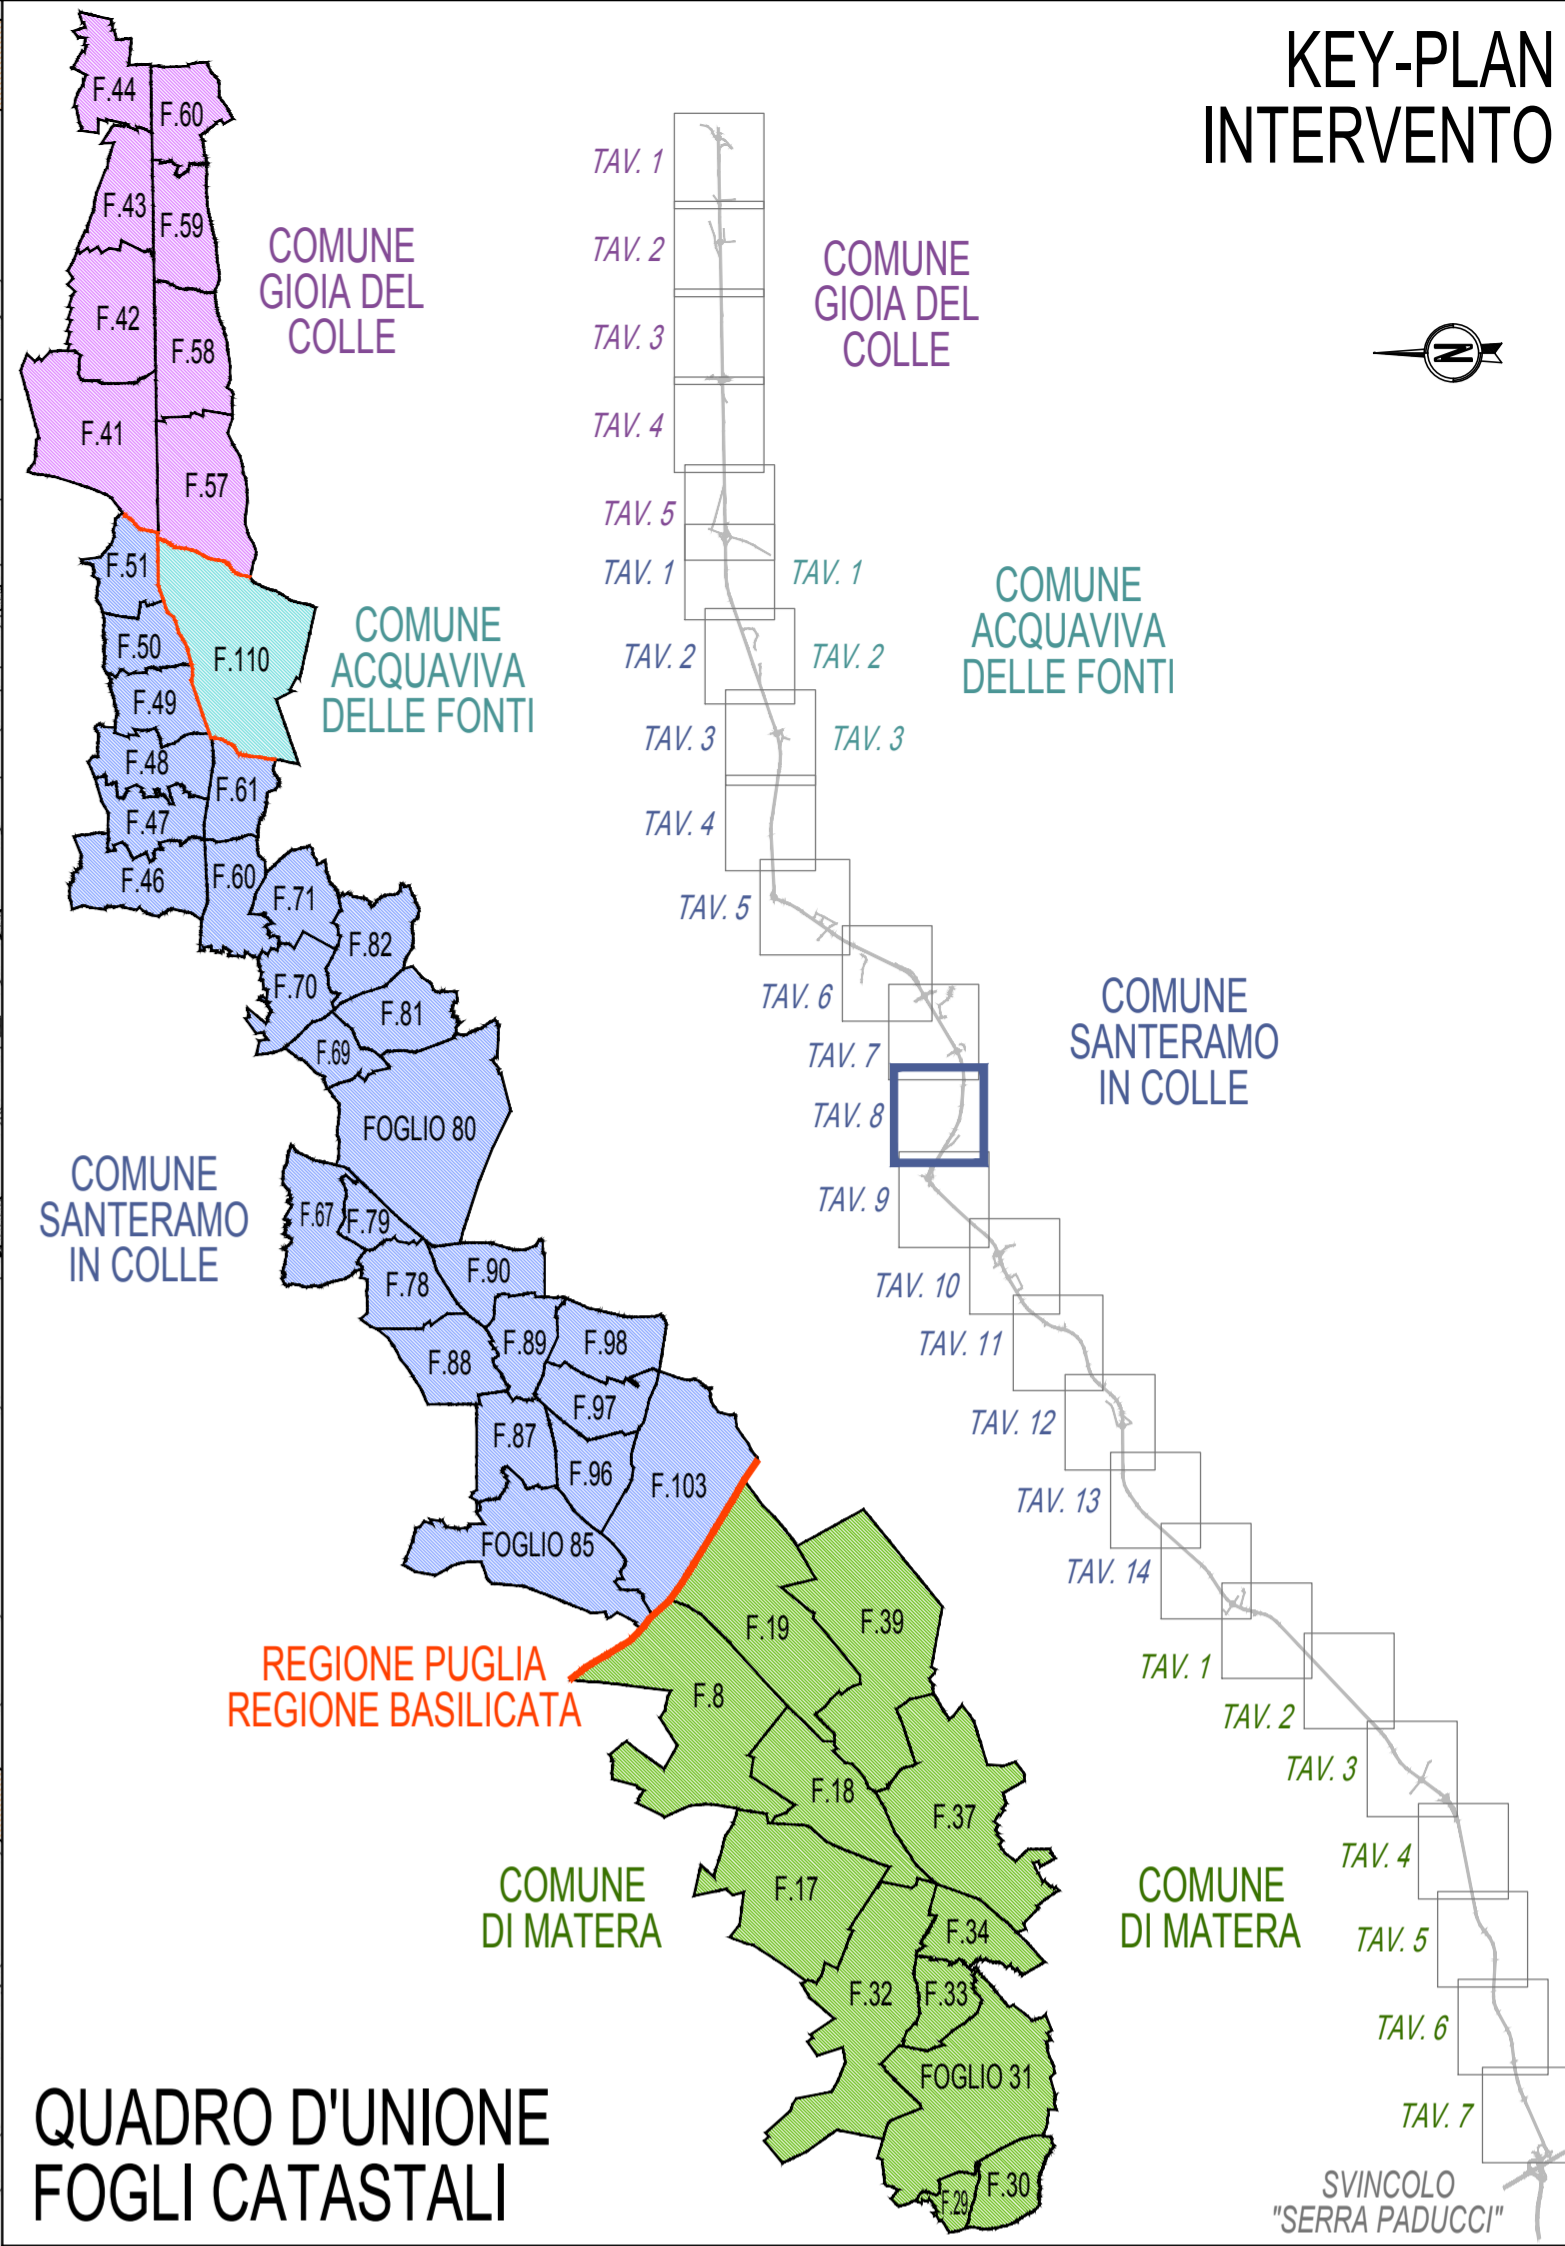 KEY-PLAN
INTERVENTO
F.44
F.60
F.43
F.59
F.42
F.58
F.41
F.57
COMUNE
GIOIA DEL
COLLE
F.51
F.50
F.110
F.49
F.48
F.61
F.47
F.46
F.60
F.71
F.82
F.70
F.81
F.69
FOGLIO 80
COMUNE
ACQUAVIVA
DELLE FONTI
COMUNE
SANTERAMO
IN COLLE
F.67
F.79
F.78
F.90
F.89
F.98
F.88
F.97
F.87
F.96
F.103
FOGLIO 85
REGIONE PUGLIA
REGIONE BASILICATA
F.19
F.39
F.8
F.18
F.37
F.17
F.34
F.32
F.33
FOGLIO 31
F.30
F.29
COMUNE
DI MATERA
QUADRO D'UNIONE
FOGLI CATASTALI
TAV. 1
TAV. 2
TAV. 3
TAV. 4
TAV. 5
COMUNE
GIOIA DEL
COLLE
N
TAV. 1
TAV. 1
TAV. 2
TAV. 2
TAV. 3
TAV. 3
COMUNE
ACQUAVIVA
DELLE FONTI
TAV. 4
TAV. 5
TAV. 6
TAV. 7
TAV. 8
TAV. 9
TAV. 10
TAV. 11
TAV. 12
TAV. 13
TAV. 14
COMUNE
SANTERAMO
IN COLLE
TAV. 1
TAV. 2
TAV. 3
TAV. 4
TAV. 5
TAV. 6
TAV. 7
COMUNE
DI MATERA
SVINCOLO
"SERRA PADUCCI"